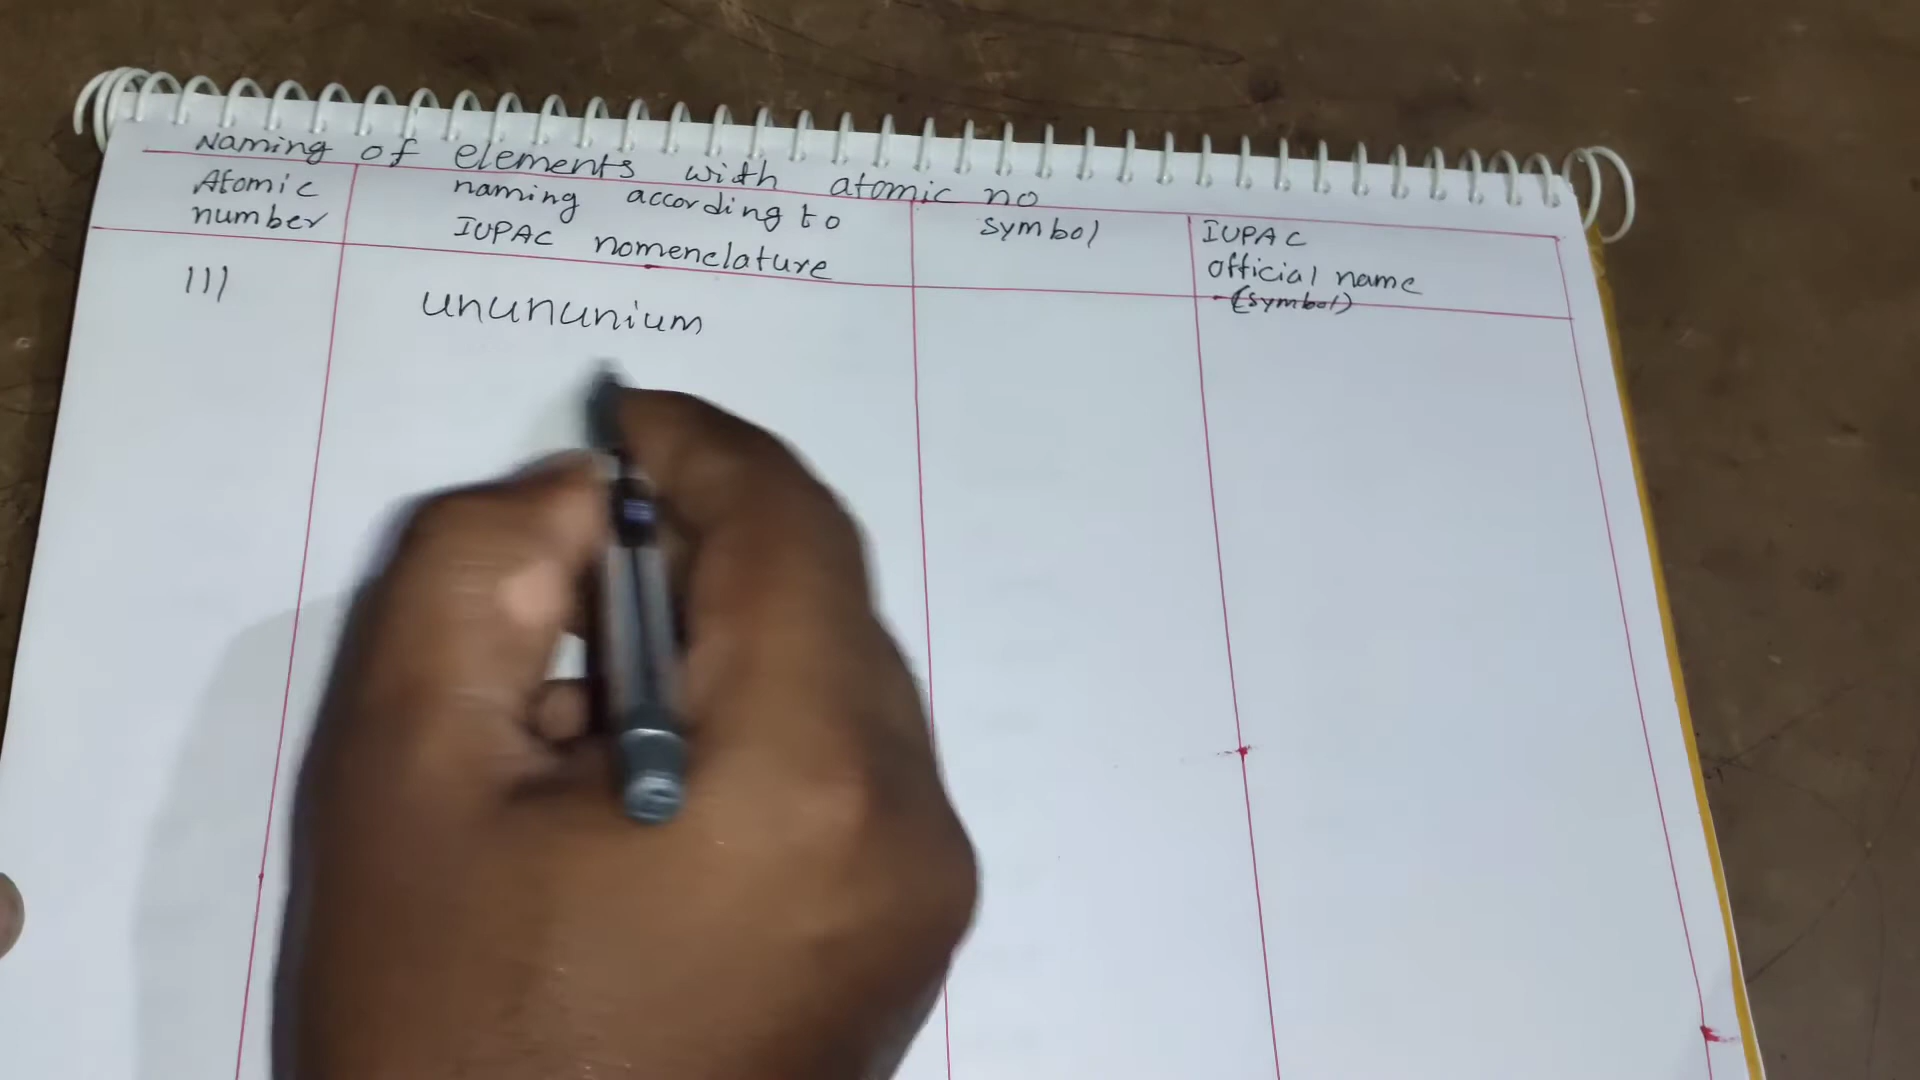 Naming of elements with atomic no
Atomic
number
naming according to
IUPAC nomenclature
symbol
IUPAC
official name
(symbol)
111
unununium